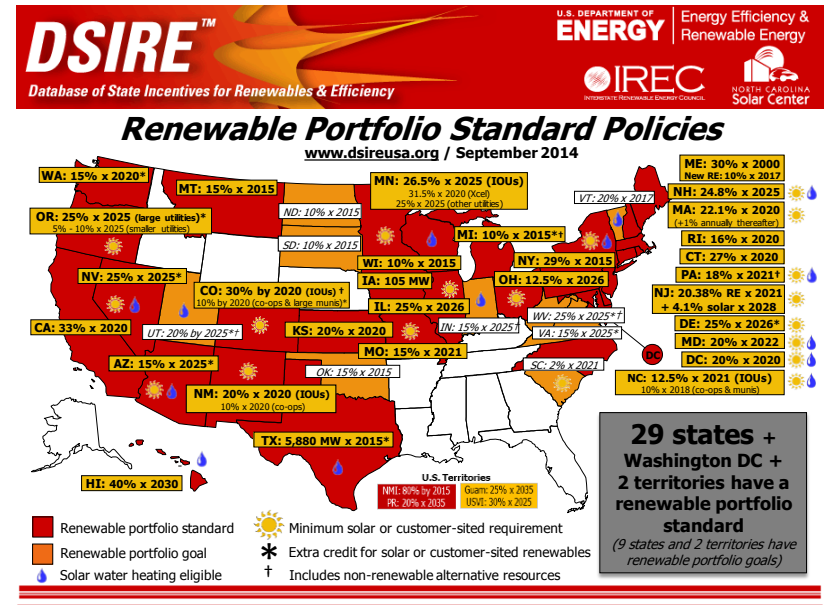 DSIRE™
Database of State Incentives for Renewables & Efficiency
U.S. DEPARTMENT OF
ENERGY
Energy Efficiency &
Renewable Energy
IREC
INTERSTATE RENEWABLE ENERGY COUNCIL
NORTH CAROLINA
Solar Center
Renewable Portfolio Standard Policies
www.dsireusa.org / September 2014
WA: 15% x 2020*
MT: 15% x 2015
MN: 26.5% x 2025 (IOUs)
31.5% x 2020 (Xcel)
25% x 2025 (other utilities)
VT: 20% x 2017
ME: 30% x 2000
New RE: 10% x 2017
NH: 24.8% x 2025
MA: 22.1% x 2020
(+1% annually thereafter)
RI: 16% x 2020
CT: 27% x 2020
PA: 18% x 2021†
NJ: 20.38% RE x 2021
+ 4.1% solar x 2028
DE: 25% x 2026*
MD: 20% x 2022
DC: 20% x 2020
NC: 12.5% x 2021 (IOUs)
10% x 2018 (co-ops & munis)
OR: 25% x 2025 (large utilities)*
5% - 10% x 2025 (smaller utilities)
ND: 10% x 2015
SD: 10% x 2015
MI: 10% x 2015*†
WI: 10% x 2015
NY: 29% x 2015
NV: 25% x 2025*
CO: 30% by 2020 (IOUs) †
10% by 2020 (co-ops & large munis)*
IA: 105 MW
OH: 12.5% x 2026
IL: 25% x 2026
WV: 25% x 2025*†
CA: 33% x 2020
UT: 20% by 2025*†
KS: 20% x 2020
IN: 15% x 2025†
VA: 15% x 2025*
DC
AZ: 15% x 2025*
MO: 15% x 2021
OK: 15% x 2015
SC: 2% x 2021
NM: 20% x 2020 (IOUs)
10% x 2020 (co-ops)
TX: 5,880 MW x 2015*
HI: 40% x 2030
U.S. Territories
NMI: 80% by 2015
PR: 20% x 2035
Guam: 25% x 2035
USVI: 30% x 2025
29 states +
Washington DC +
2 territories have a
renewable portfolio
standard
(9 states and 2 territories have
renewable portfolio goals)
Renewable portfolio standard
Renewable portfolio goal
Solar water heating eligible
Minimum solar or customer-sited requirement
* Extra credit for solar or customer-sited renewables
† Includes non-renewable alternative resources